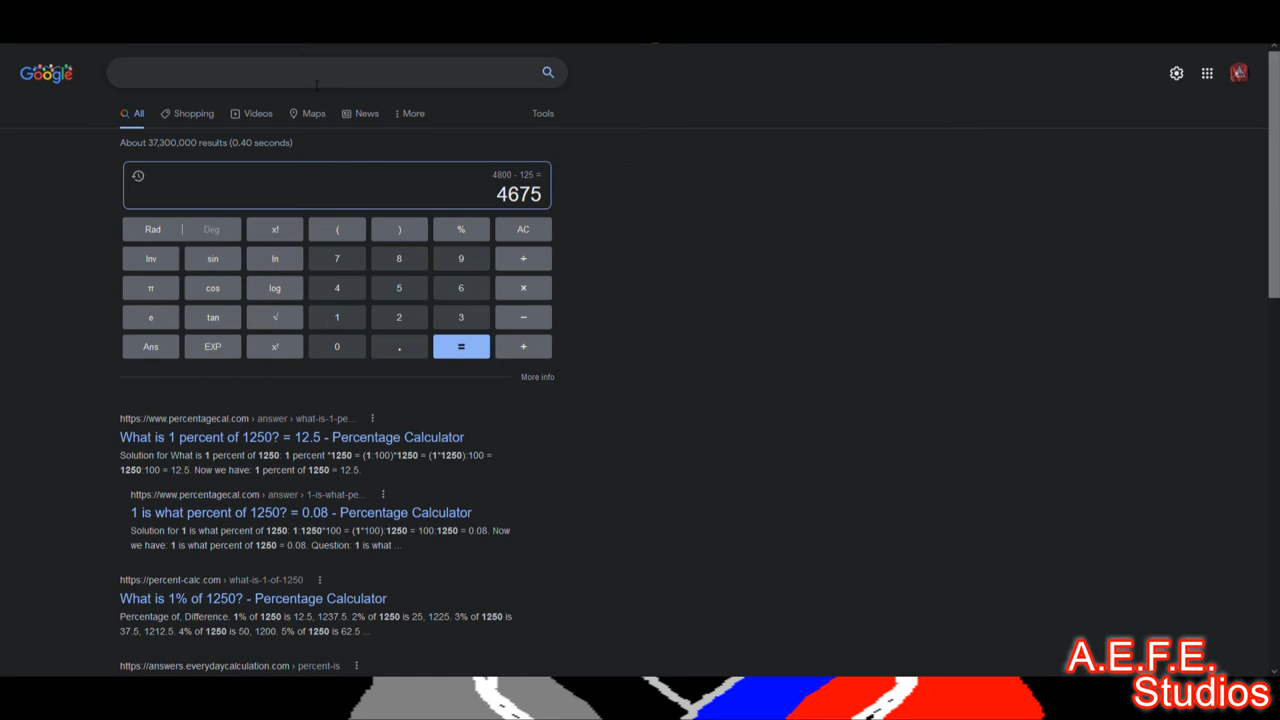 Google
All Shopping Videos Maps News More Tools
About 37,300,000 results (0.40 seconds)
4800 - 125 =
4675
Rad | Deg x! ( ) % AC
Inv sin ln 7 8 9 ÷
π cos log 4 5 6 ×
e tan √ 1 2 3 −
Ans EXP xʸ 0 . = +
More info
https://www.percentagecal.com › answer › what-is-1-pe...
What is 1 percent of 1250? = 12.5 - Percentage Calculator
Solution for What is 1 percent of 1250: 1 percent *1250 = (1:100)*1250 = (1*1250):100 =
1250:100 = 12.5. Now we have: 1 percent of 1250 = 12.5.
https://www.percentagecal.com › answer › 1-is-what-pe...
1 is what percent of 1250? = 0.08 - Percentage Calculator
Solution for 1 is what percent of 1250: 1:1250*100 = (1*100):1250 = 100:1250 = 0.08. Now
we have: 1 is what percent of 1250 = 0.08. Question: 1 is what ...
https://percent-calc.com › what-is-1-of-1250
What is 1% of 1250? - Percentage Calculator
Percentage of, Difference. 1% of 1250 is 12.5, 1237.5. 2% of 1250 is 25, 1225. 3% of 1250 is
37.5, 1212.5. 4% of 1250 is 50, 1200. 5% of 1250 is 62.5 ...
https://answers.everydaycalculation.com › percent-is
A.E.F.E.
Studios